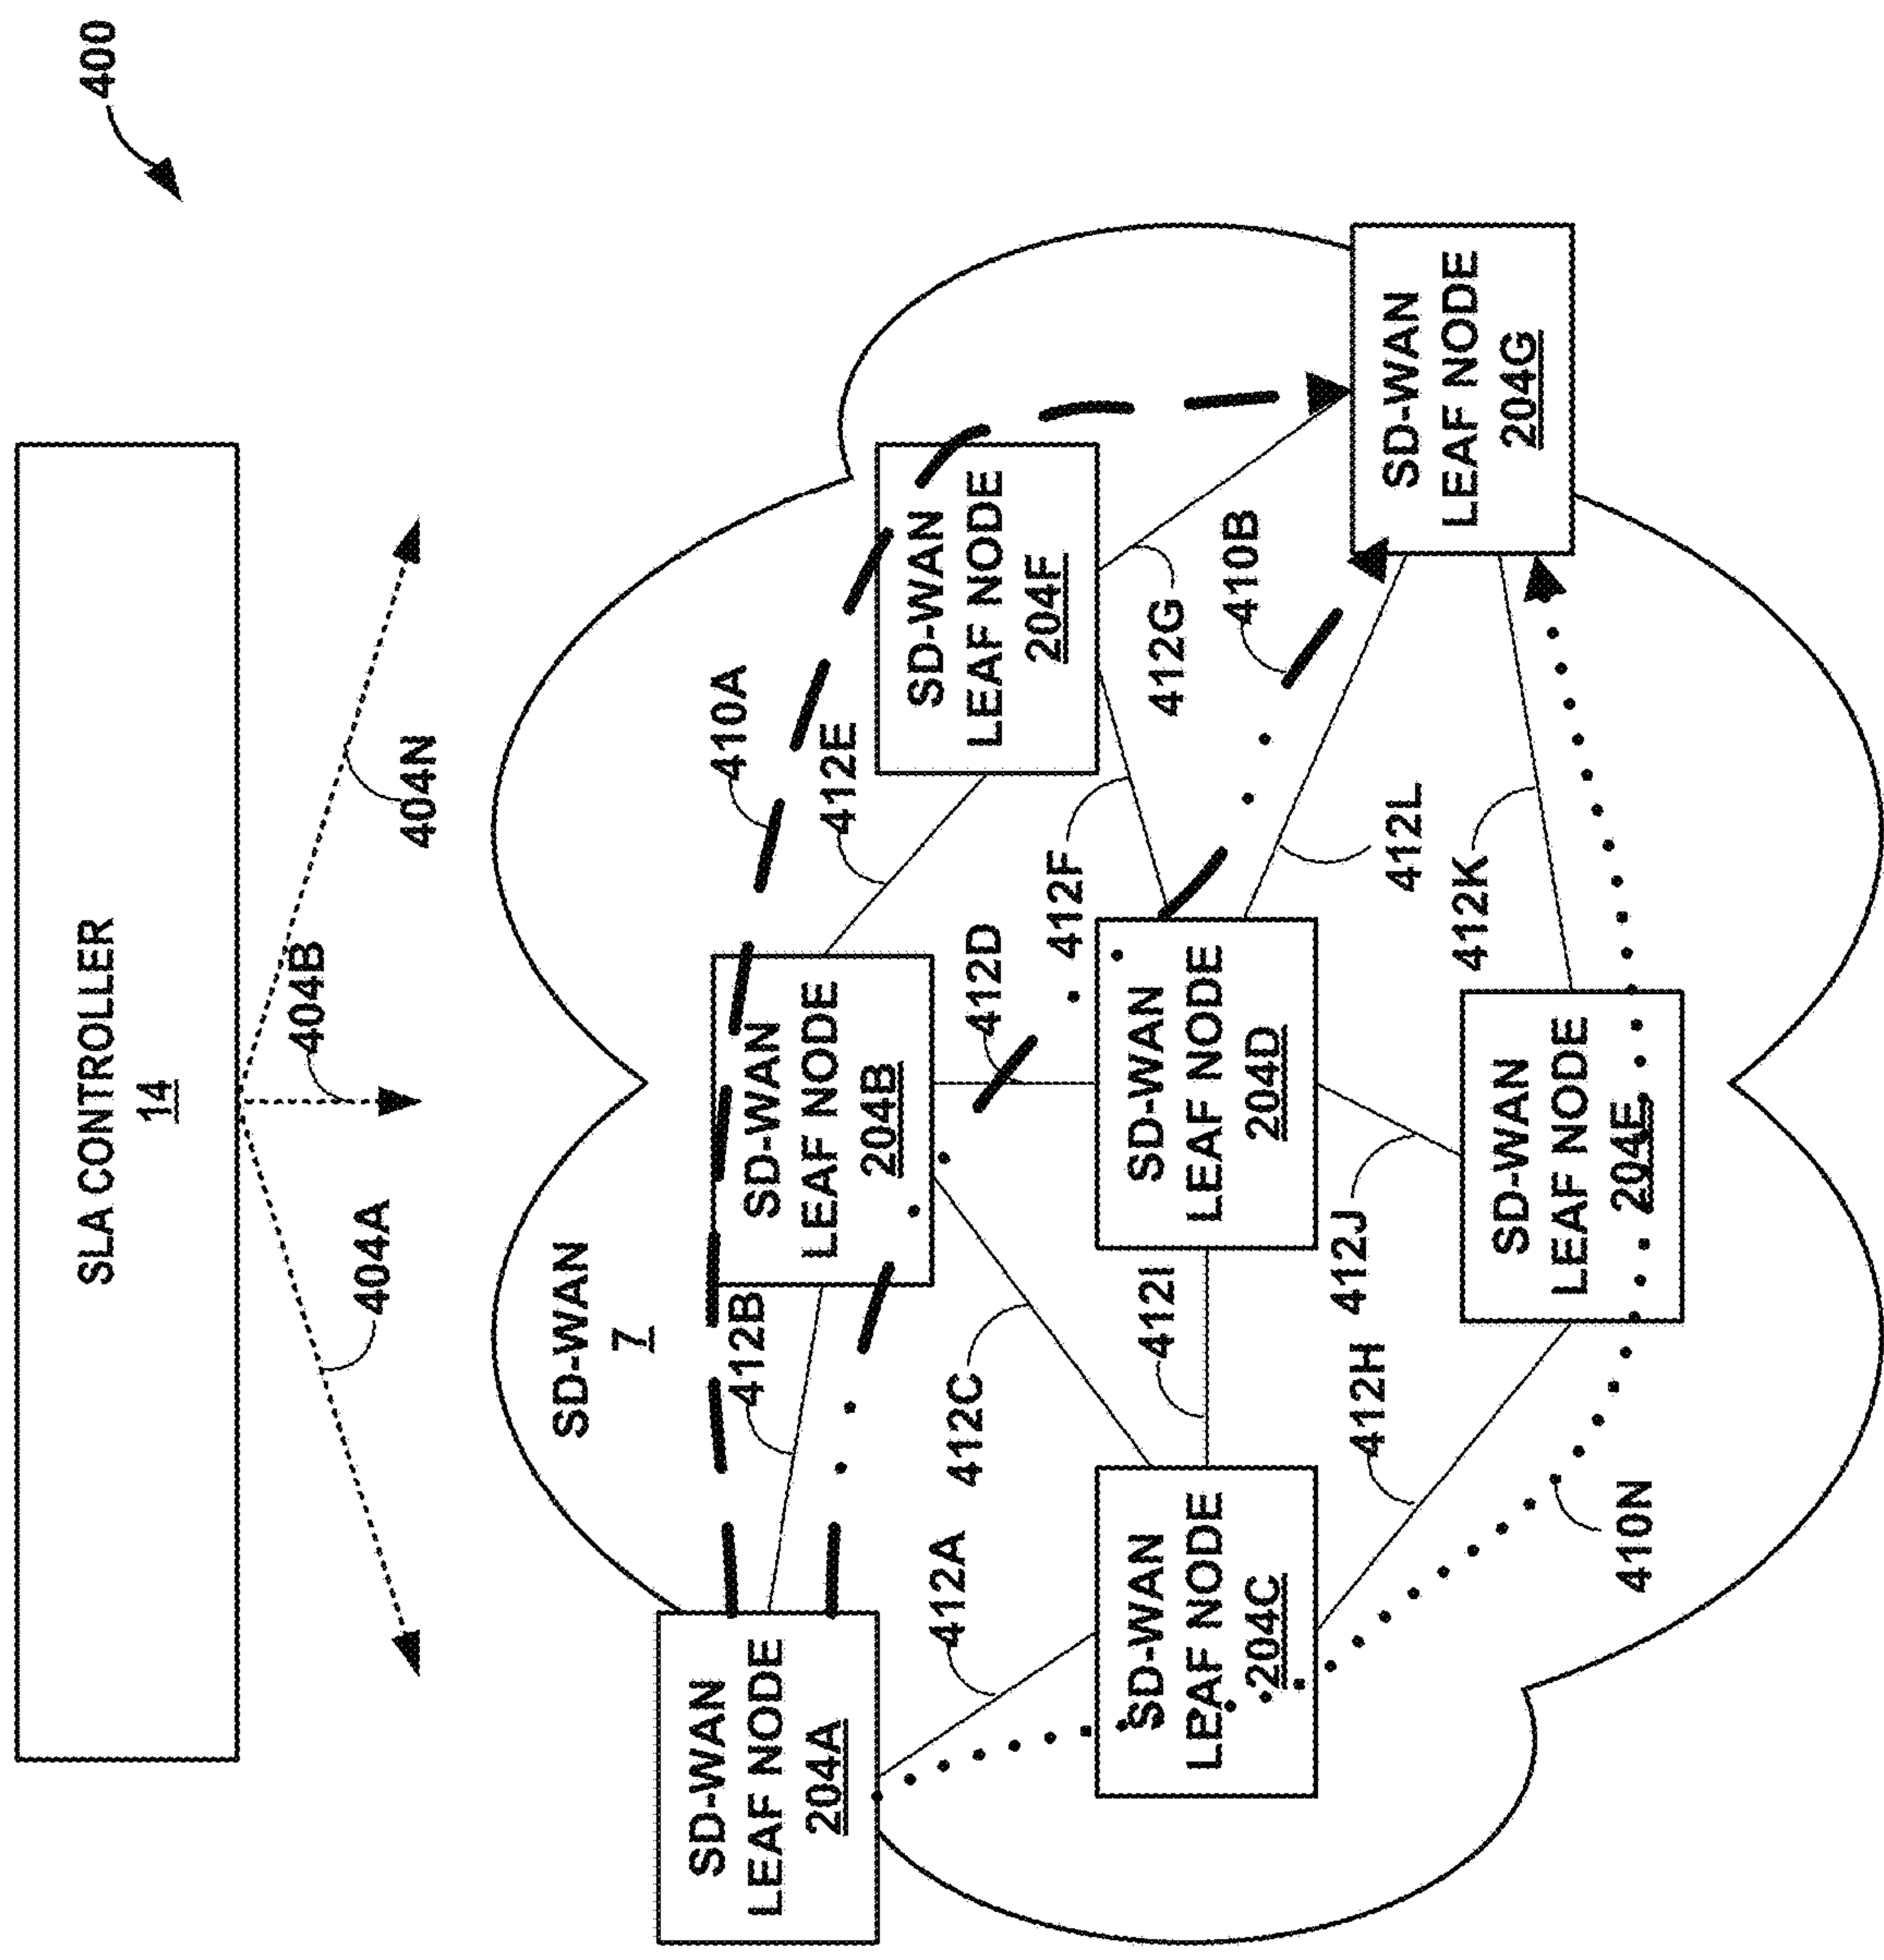 400
SLA CONTROLLER
14
404A
404B
404N
SD-WAN
7
SD-WAN
LEAF NODE
204A
412B
SD-WAN
LEAF NODE
204B
410A
412E
SD-WAN
LEAF NODE
204F
412A
412C
412D
412F
412G
410B
SD-WAN
LEAF NODE
204C
412I
SD-WAN
LEAF NODE
204D
412L
SD-WAN
LEAF NODE
204G
412H
412J
412K
SD-WAN
LEAF NODE
204E
410N